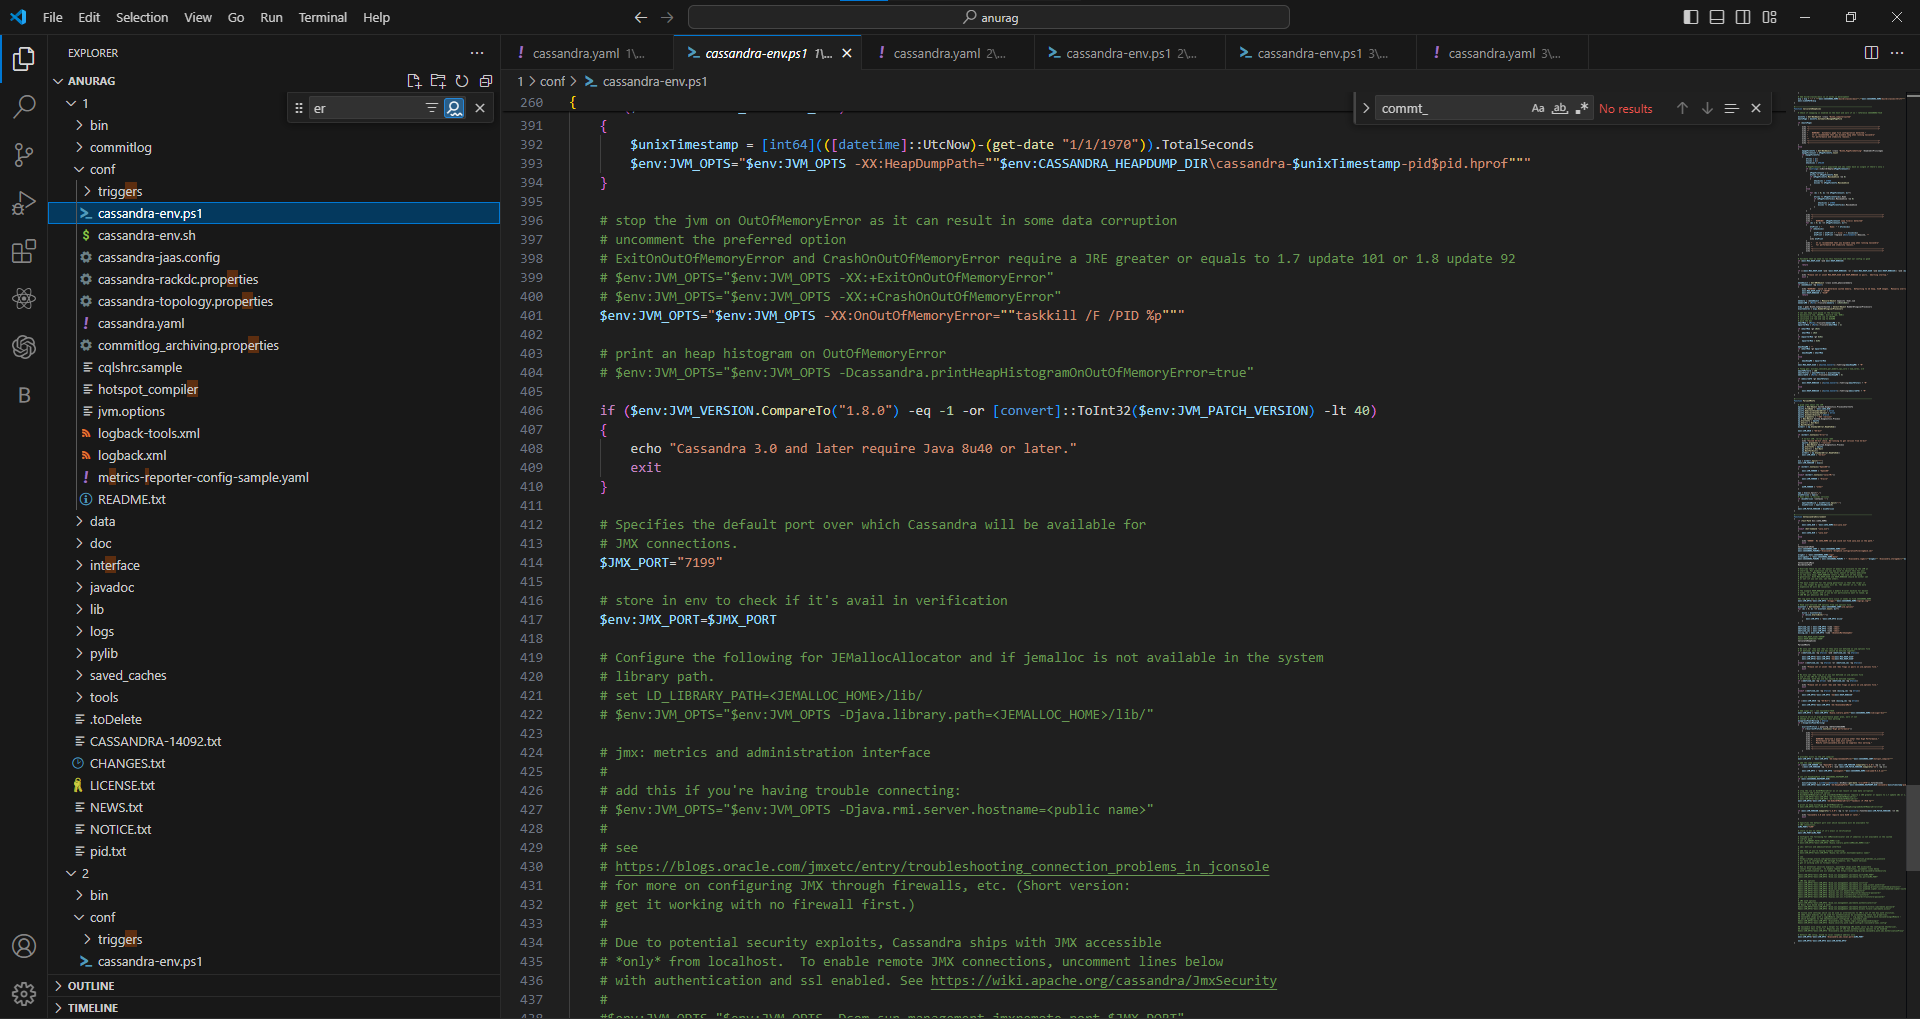 File Edit Selection View Go Run Terminal Help
anurag
EXPLORER
ANURAG
er
1
bin
commitlog
conf
triggers
cassandra-env.ps1
cassandra-env.sh
cassandra-jaas.config
cassandra-rackdc.properties
cassandra-topology.properties
cassandra.yaml
commitlog_archiving.properties
cqlshrc.sample
hotspot_compiler
jvm.options
logback-tools.xml
logback.xml
metrics-reporter-config-sample.yaml
README.txt
data
doc
interface
javadoc
lib
logs
pylib
saved_caches
tools
.toDelete
CASSANDRA-14092.txt
CHANGES.txt
LICENSE.txt
NEWS.txt
NOTICE.txt
pid.txt
2
bin
conf
triggers
cassandra-env.ps1
OUTLINE
TIMELINE
B
cassandra.yaml 1\... cassandra-env.ps1 1\... cassandra.yaml 2\... cassandra-env.ps1 2\... cassandra-env.ps1 3\... cassandra.yaml 3\...
1 > conf > cassandra-env.ps1
commt_ Aa ab No results
260 {
391 {
392 $unixTimestamp = [int64](([datetime]::UtcNow)-(get-date "1/1/1970")).TotalSeconds
393 $env:JVM_OPTS="$env:JVM_OPTS -XX:HeapDumpPath=""$env:CASSANDRA_HEAPDUMP_DIR\cassandra-$unixTimestamp-pid$pid.hprof"""
394 }
395
396 # stop the jvm on OutOfMemoryError as it can result in some data corruption
397 # uncomment the preferred option
398 # ExitOnOutOfMemoryError and CrashOnOutOfMemoryError require a JRE greater or equals to 1.7 update 101 or 1.8 update 92
399 # $env:JVM_OPTS="$env:JVM_OPTS -XX:+ExitOnOutOfMemoryError"
400 # $env:JVM_OPTS="$env:JVM_OPTS -XX:+CrashOnOutOfMemoryError"
401 $env:JVM_OPTS="$env:JVM_OPTS -XX:OnOutOfMemoryError=""taskkill /F /PID %p"""
402
403 # print an heap histogram on OutOfMemoryError
404 # $env:JVM_OPTS="$env:JVM_OPTS -Dcassandra.printHeapHistogramOnOutOfMemoryError=true"
405
406 if ($env:JVM_VERSION.CompareTo("1.8.0") -eq -1 -or [convert]::ToInt32($env:JVM_PATCH_VERSION) -lt 40)
407 {
408 echo "Cassandra 3.0 and later require Java 8u40 or later."
409 exit
410 }
411
412 # Specifies the default port over which Cassandra will be available for
413 # JMX connections.
414 $JMX_PORT="7199"
415
416 # store in env to check if it's avail in verification
417 $env:JMX_PORT=$JMX_PORT
418
419 # Configure the following for JEMallocAllocator and if jemalloc is not available in the system
420 # library path.
421 # set LD_LIBRARY_PATH=<JEMALLOC_HOME>/lib/
422 # $env:JVM_OPTS="$env:JVM_OPTS -Djava.library.path=<JEMALLOC_HOME>/lib/"
423
424 # jmx: metrics and administration interface
425 #
426 # add this if you're having trouble connecting:
427 # $env:JVM_OPTS="$env:JVM_OPTS -Djava.rmi.server.hostname=<public name>"
428 #
429 # see
430 # https://blogs.oracle.com/jmxetc/entry/troubleshooting_connection_problems_in_jconsole
431 # for more on configuring JMX through firewalls, etc. (Short version:
432 # get it working with no firewall first.)
433 #
434 # Due to potential security exploits, Cassandra ships with JMX accessible
435 # *only* from localhost. To enable remote JMX connections, uncomment lines below
436 # with authentication and ssl enabled. See https://wiki.apache.org/cassandra/JmxSecurity
437 #
438 #$env:JVM_OPTS="$env:JVM_OPTS -Dcom.sun.management.jmxremote.port=$JMX_PORT"